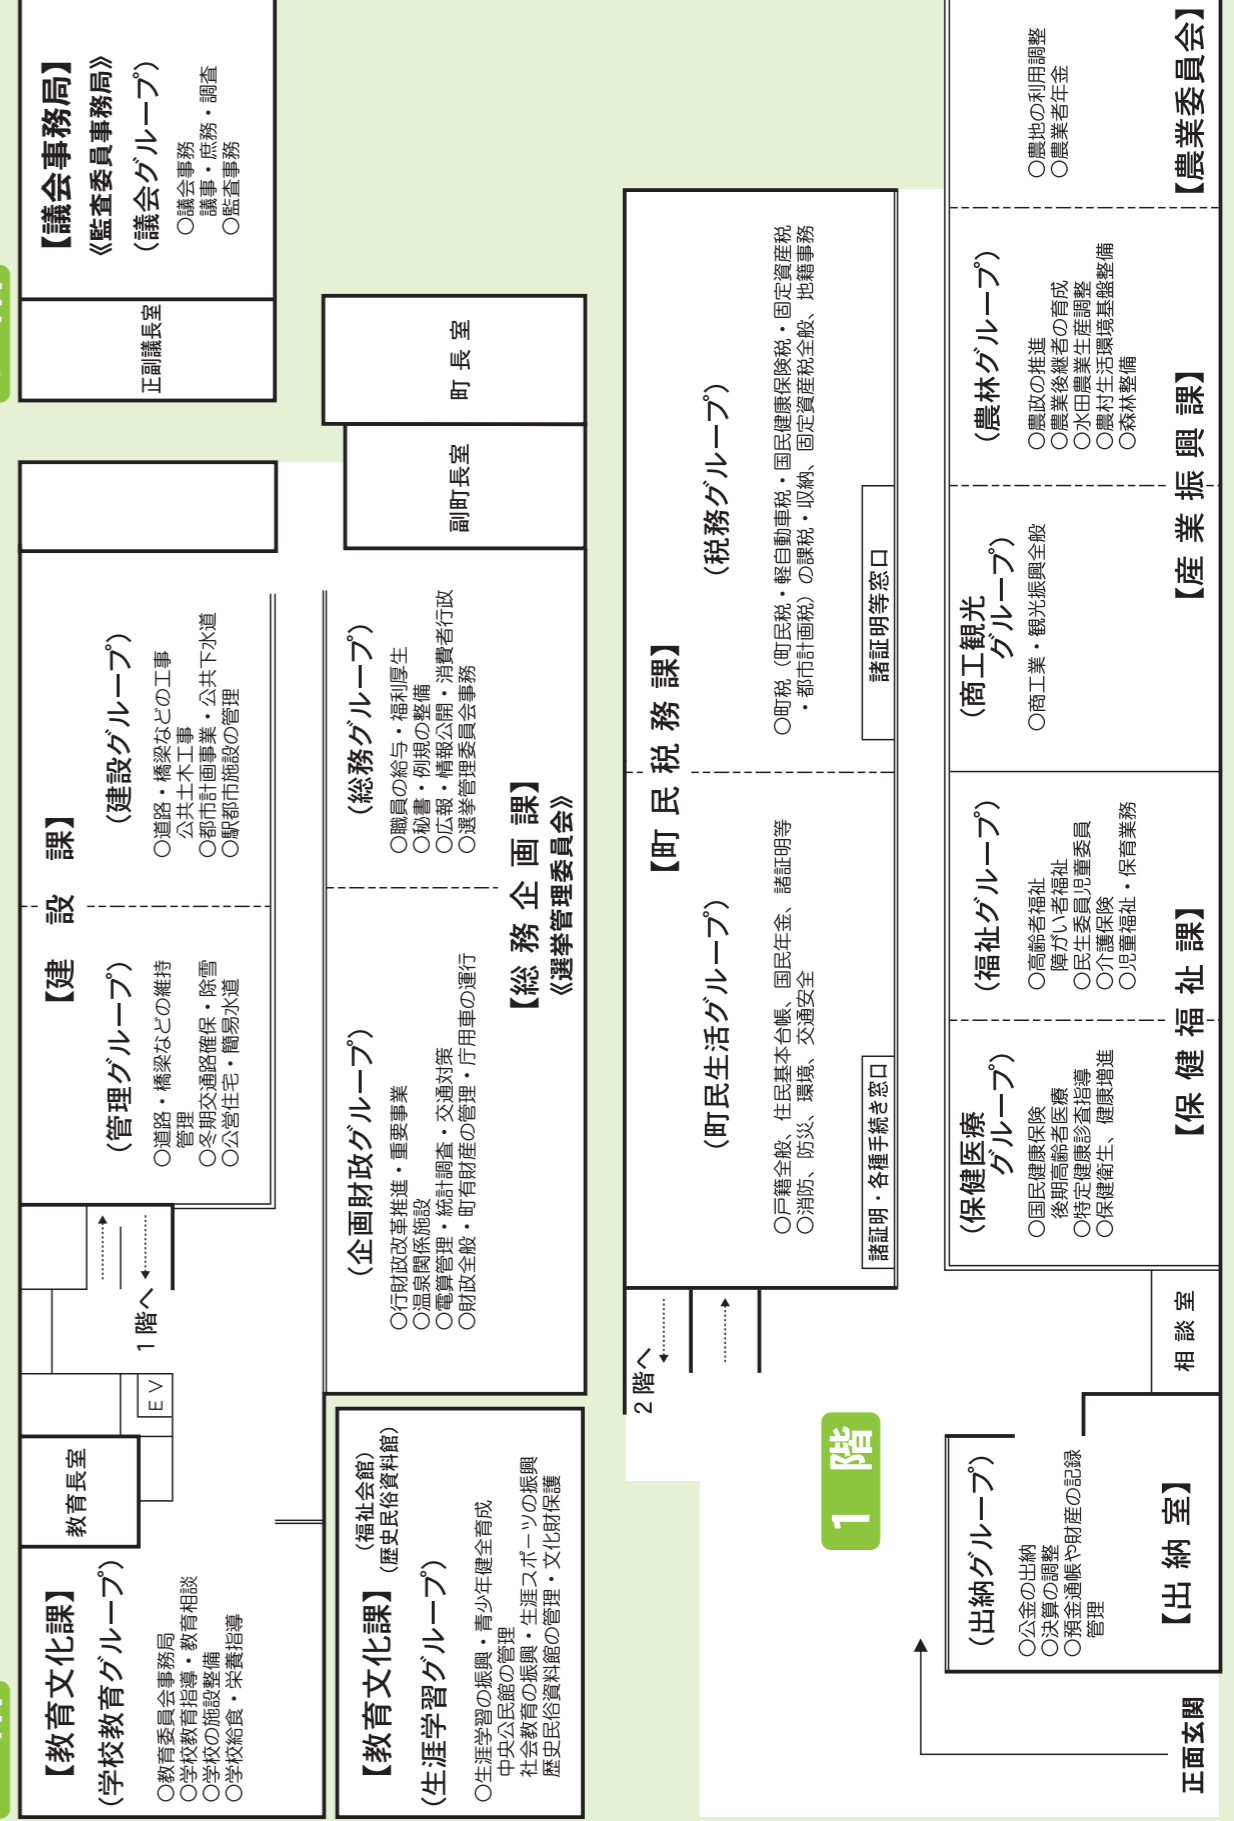 【教育文化課】
(学校教育グループ)
○教育委員会事務局
○学校教育指導・教育相談
○学校の施設整備
○学校給食・栄養指導
教育長室
EV
1階へ
【建設課】
(管理グループ)
○道路・橋梁などの維持
管理
○冬期交通路確保・除雪
○公営住宅・簡易水道
(建設グループ)
○道路・橋梁などの工事
公共土木工事
○都市計画事業・公共下水道
○駅都市施設の管理
正副議長室
【議会事務局】
《監査委員事務局》
(議会グループ)
○議会事務
議事・庶務・調査
○監査事務
【教育文化課】
(福祉会館)
(歴史民俗資料館)
(生涯学習グループ)
○生涯学習の振興・青少年健全育成
中央公民館の管理
社会教育の振興・生涯スポーツの振興
歴史民俗資料館の管理・文化財保護
(企画財政グループ)
○行財政改革推進・重要事業
○温泉関係施設
○電算管理・統計調査・交通対策
○財政全般・町有財産の管理・庁用車の運行
(総務グループ)
○職員の給与・福利厚生
○秘書・例規の整備
○広報・情報公開・消費者行政
○選挙管理委員会事務
【総務企画課】
《選挙管理委員会》
副町長室
町長室
1階
2階へ
【町民税務課】
(町民生活グループ)
○戸籍全般、住民基本台帳、国民年金、諸証明等
○消防、防災、環境、交通安全
諸証明・各種手続き窓口
(税務グループ)
○町税(町民税・軽自動車税・国民健康保険税・固定資産税
・都市計画税)の課税・収納、固定資産税全般、地籍事務
諸証明等窓口
正面玄関
(出納グループ)
○公金の出納
○決算の調整
○預金通帳や財産の記録
管理
【出納室】
相談室
(保健医療
グループ)
○国民健康保険
後期高齢者医療
○特定健康診査指導
○保健衛生、健康増進
(福祉グループ)
○高齢者福祉
障がい者福祉
○民生委員児童委員
○介護保険
○児童福祉・保育業務
【保健福祉課】
(商工観光
グループ)
○商工業・観光振興全般
(農林グループ)
○農政の推進
○農業後継者の育成
○水田農業生産調整
○農村生活環境基盤整備
○森林整備
【産業振興課】
○農地の利用調整
○農業者年金
【農業委員会】